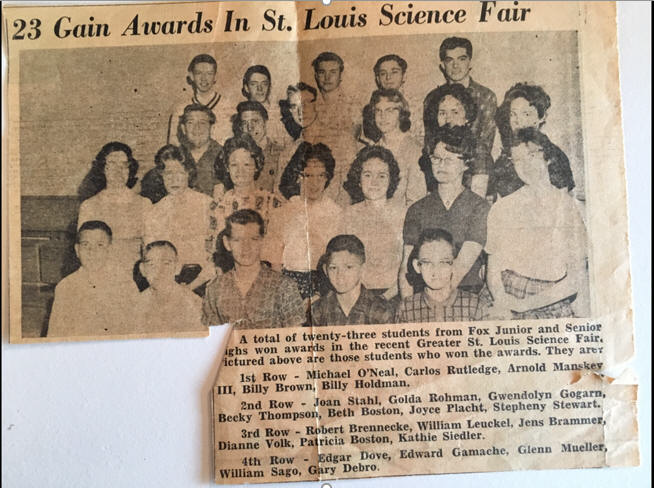 23 Gain Awards In St. Louis Science Fair
A total of twenty-three students from Fox Junior and Senior
ighs won awards in the recent Greater St. Louis Science Fair.
ictured above are those students who won the awards. They are:
1st Row - Michael O'Neal, Carlos Rutledge, Arnold Manskey
III, Billy Brown, Billy Holdman.
2nd Row - Joan Stahl, Golda Rohman, Gwendolyn Gogarn,
Becky Thompson, Beth Boston, Joyce Placht, Stepheny Stewart.
3rd Row - Robert Brennecke, William Leuckel, Jens Brammer,
Dianne Volk, Patricia Boston, Kathie Siedler.
4th Row - Edgar Dove, Edward Gamache, Glenn Mueller,
William Sago, Gary Debro.